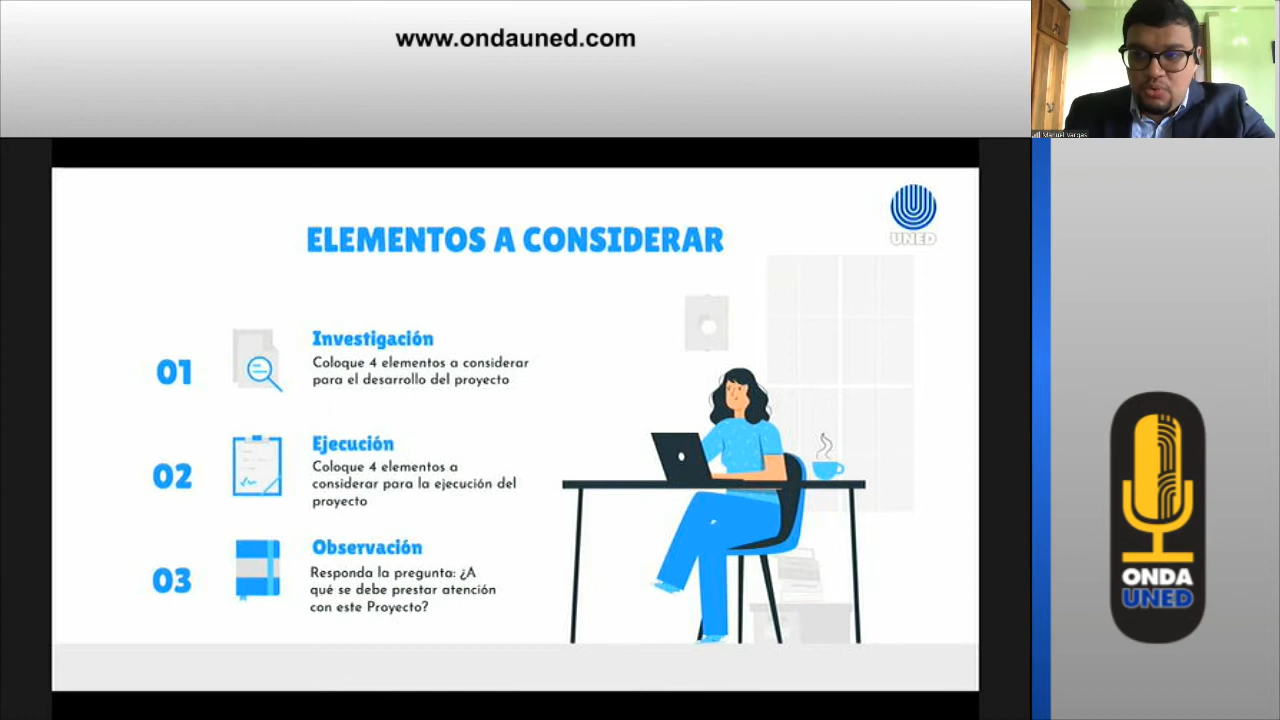 www.ondauned.com
Manuel Vargas
UNED
ELEMENTOS A CONSIDERAR
01
Investigación
Coloque 4 elementos a considerar
para el desarrollo del proyecto
02
Ejecución
Coloque 4 elementos a
considerar para la ejecución del
proyecto
03
Observación
Responda la pregunta: ¿A
qué se debe prestar atención
con este Proyecto?
ONDA
UNED